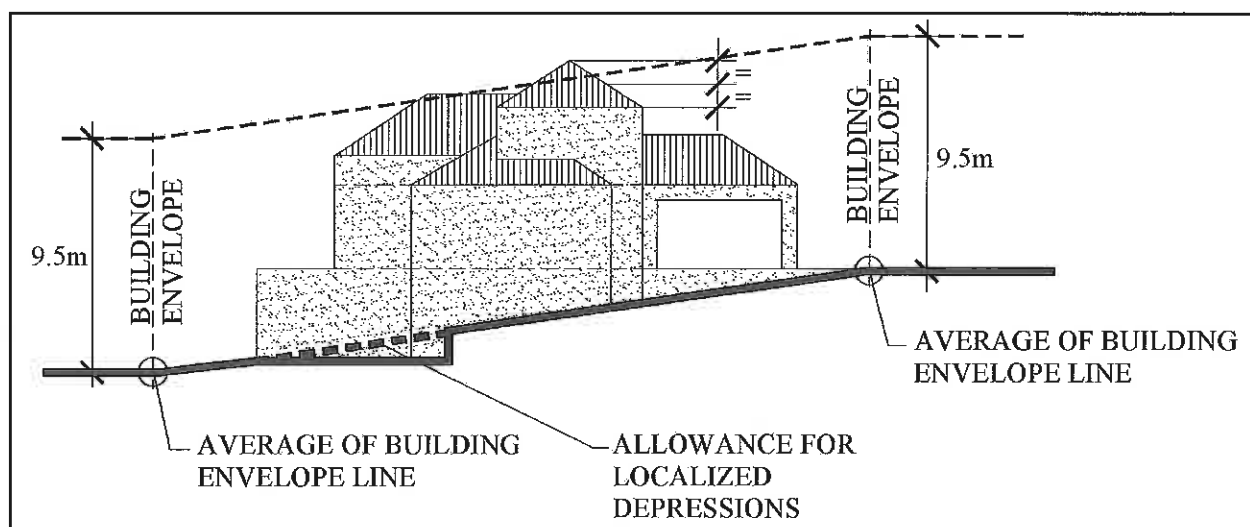 BUILDING
ENVELOPE
9.5m
=
=
BUILDING
ENVELOPE
9.5m
AVERAGE OF BUILDING
ENVELOPE LINE
AVERAGE OF BUILDING
ENVELOPE LINE
ALLOWANCE FOR
LOCALIZED
DEPRESSIONS